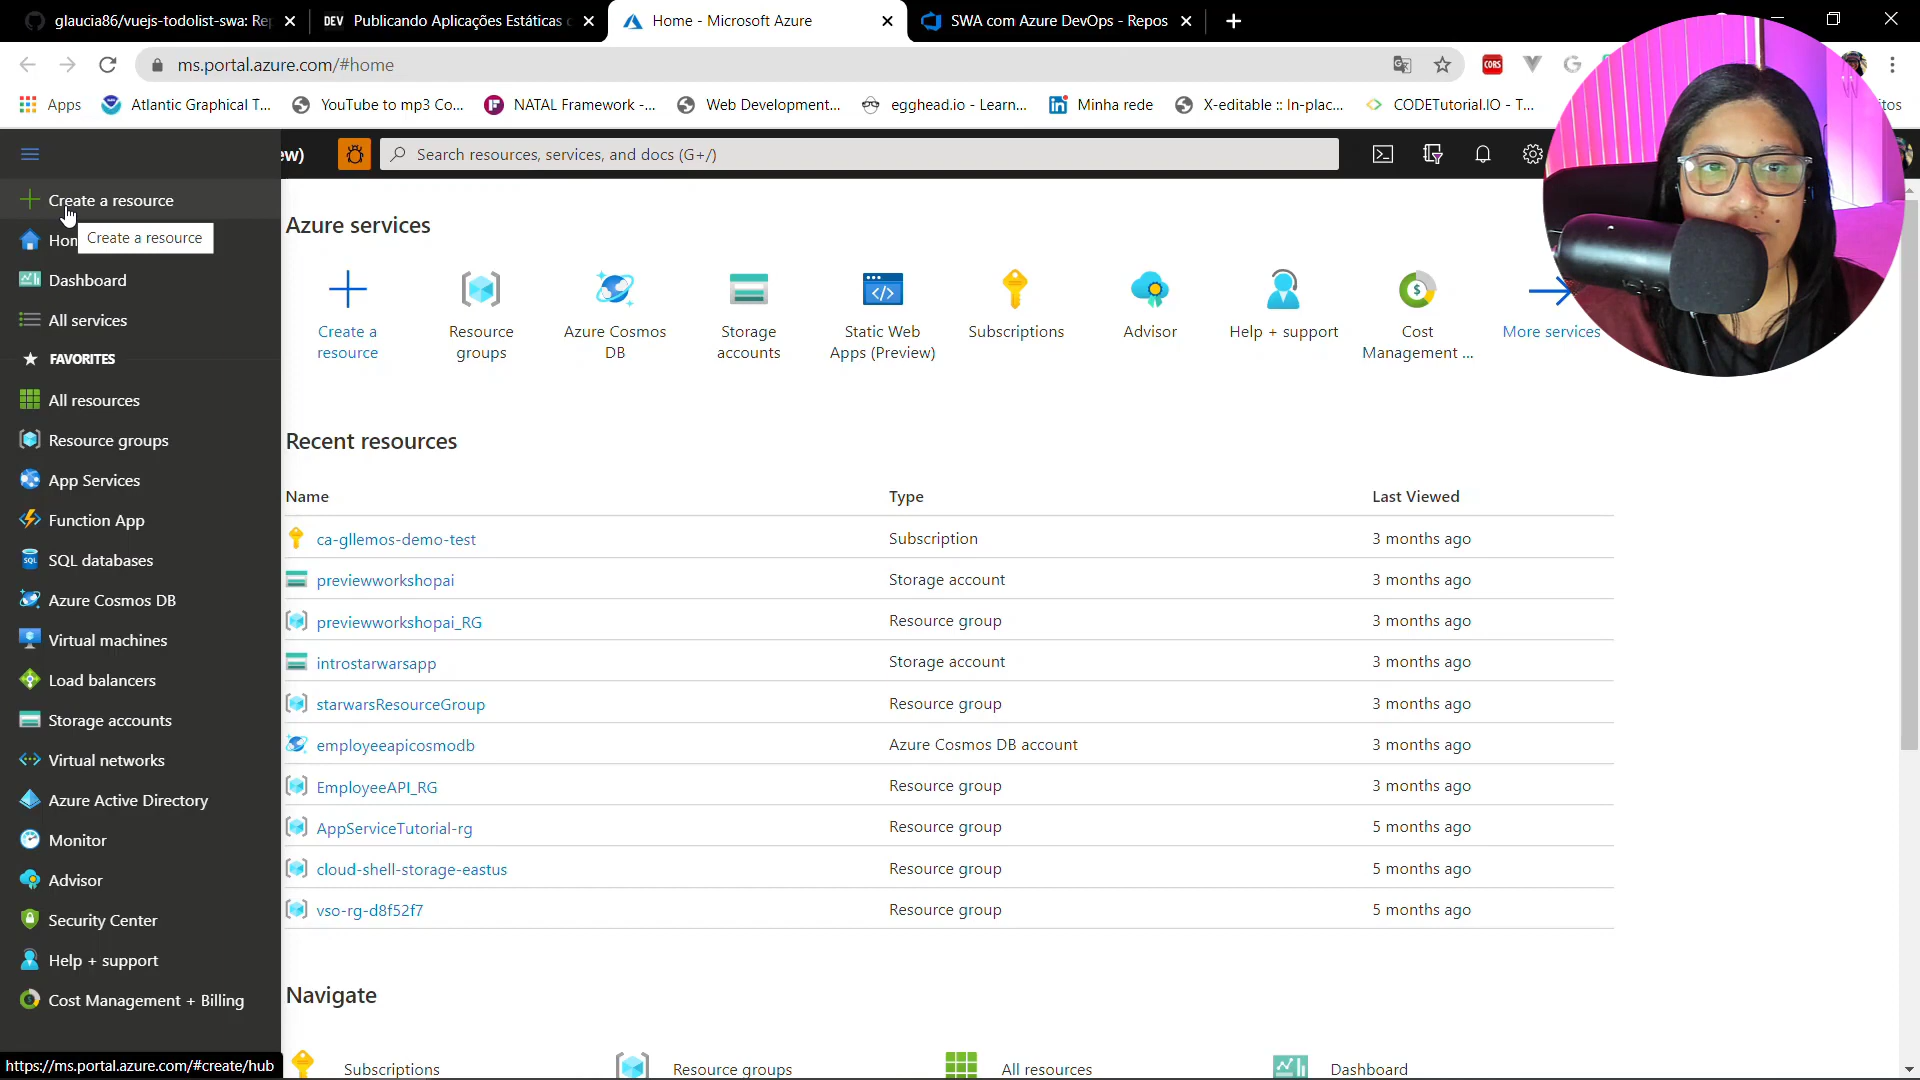 glaucia86/vuejs-todolist-swa: Re
DEV Publicando Aplicações Estáticas
Home - Microsoft Azure
SWA com Azure DevOps - Repos
ms.portal.azure.com/#home
CORS
Apps
Atlantic Graphical T...
YouTube to mp3 Co...
NATAL Framework -...
Web Development...
egghead.io - Learn...
Minha rede
X-editable :: In-plac...
CODETutorial.IO - T...
itos
ew)
Search resources, services, and docs (G+/)
Create a resource
Hom
Create a resource
Dashboard
All services
FAVORITES
All resources
Resource groups
App Services
Function App
SQL databases
Azure Cosmos DB
Virtual machines
Load balancers
Storage accounts
Virtual networks
Azure Active Directory
Monitor
Advisor
Security Center
Help + support
Cost Management + Billing
https://ms.portal.azure.com/#create/hub
Azure services
Create a
resource
Resource
groups
Azure Cosmos
DB
Storage
accounts
Static Web
Apps (Preview)
Subscriptions
Advisor
Help + support
Cost
Management ...
More services
Recent resources
Name Type Last Viewed
ca-gllemos-demo-test Subscription 3 months ago
previewworkshopai Storage account 3 months ago
previewworkshopai_RG Resource group 3 months ago
introstarwarsapp Storage account 3 months ago
starwarsResourceGroup Resource group 3 months ago
employeeapicosmodb Azure Cosmos DB account 3 months ago
EmployeeAPI_RG Resource group 3 months ago
AppServiceTutorial-rg Resource group 5 months ago
cloud-shell-storage-eastus Resource group 5 months ago
vso-rg-d8f52f7 Resource group 5 months ago
Navigate
Subscriptions Resource groups All resources Dashboard